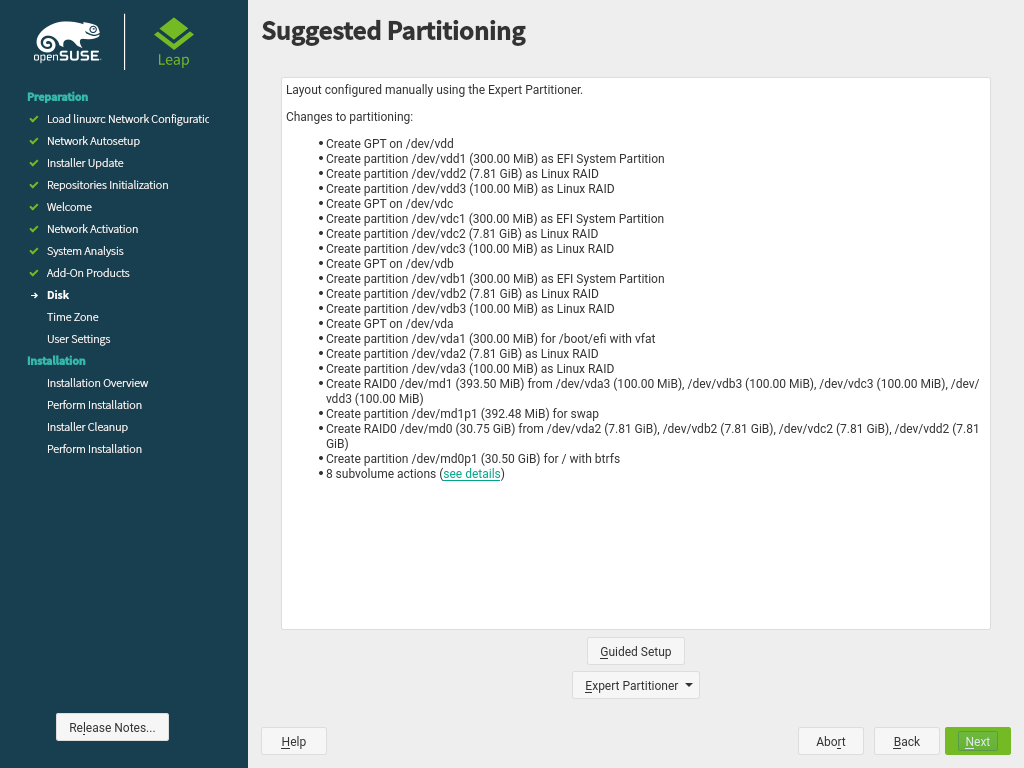 openSUSE
Leap
Suggested Partitioning
Preparation
Load linuxrc Network Configuratic
Network Autosetup
Installer Update
Repositories Initialization
Welcome
Network Activation
System Analysis
Add-On Products
Disk
Time Zone
User Settings
Installation
Installation Overview
Perform Installation
Installer Cleanup
Perform Installation
Release Notes...
Layout configured manually using the Expert Partitioner.
Changes to partitioning:
• Create GPT on /dev/vdd
• Create partition /dev/vdd1 (300.00 MiB) as EFI System Partition
• Create partition /dev/vdd2 (7.81 GiB) as Linux RAID
• Create partition /dev/vdd3 (100.00 MiB) as Linux RAID
• Create GPT on /dev/vdc
• Create partition /dev/vdc1 (300.00 MiB) as EFI System Partition
• Create partition /dev/vdc2 (7.81 GiB) as Linux RAID
• Create partition /dev/vdc3 (100.00 MiB) as Linux RAID
• Create GPT on /dev/vdb
• Create partition /dev/vdb1 (300.00 MiB) as EFI System Partition
• Create partition /dev/vdb2 (7.81 GiB) as Linux RAID
• Create partition /dev/vdb3 (100.00 MiB) as Linux RAID
• Create GPT on /dev/vda
• Create partition /dev/vda1 (300.00 MiB) for /boot/efi with vfat
• Create partition /dev/vda2 (7.81 GiB) as Linux RAID
• Create partition /dev/vda3 (100.00 MiB) as Linux RAID
• Create RAID0 /dev/md1 (393.50 MiB) from /dev/vda3 (100.00 MiB), /dev/vdb3 (100.00 MiB), /dev/vdc3 (100.00 MiB), /dev/
vdd3 (100.00 MiB)
• Create partition /dev/md1p1 (392.48 MiB) for swap
• Create RAID0 /dev/md0 (30.75 GiB) from /dev/vda2 (7.81 GiB), /dev/vdb2 (7.81 GiB), /dev/vdc2 (7.81 GiB), /dev/vdd2 (7.81
GiB)
• Create partition /dev/md0p1 (30.50 GiB) for / with btrfs
• 8 subvolume actions (see details)
Guided Setup
Expert Partitioner
Help
Abort
Back
Next